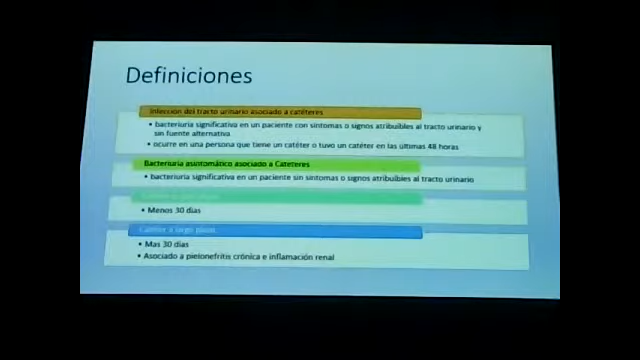 Definiciones
Infección del tracto urinario asociado a catéteres
• bacteriuria significativa en un paciente con síntomas o signos atribuibles al tracto urinario y
sin fuente alternativa
• ocurre en una persona que tiene un catéter o tuvo un catéter en las últimas 48 horas
Bacteriuria asintomático asociado a Cateteres
• bacteriuria significativa en un paciente sin síntomas o signos atribuibles al tracto urinario
• Menos 30 días
Catéter a largo plazo
• Mas 30 días
• Asociado a pielonefritis crónica e inflamación renal